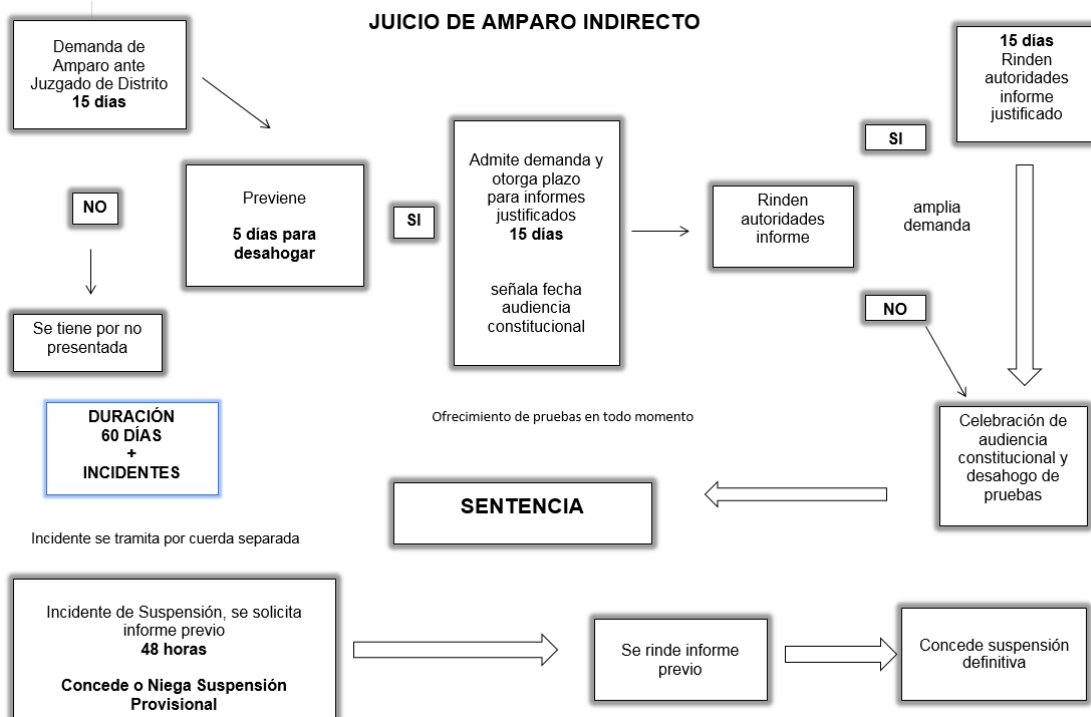 JUICIO DE AMPARO INDIRECTO
Demanda de
Amparo ante
Juzgado de Distrito
15 días
NO
Se tiene por no
presentada
Previene
5 días para
desahogar
SI
Admite demanda y
otorga plazo
para informes
justificados
15 días
señala fecha
audiencia
constitucional
Rinden
autoridades
informe
SI
amplia
demanda
NO
15 días
Rinden
autoridades
informe
justificado
DURACIÓN
60 DÍAS
+
INCIDENTES
Ofrecimiento de pruebas en todo momento
Celebración de
audiencia
constitucional y
desahogo de
pruebas
SENTENCIA
Incidente se tramita por cuerda separada
Incidente de Suspensión, se solicita
informe previo
48 horas
Concede o Niega Suspensión
Provisional
Se rinde informe
previo
Concede suspensión
definitiva